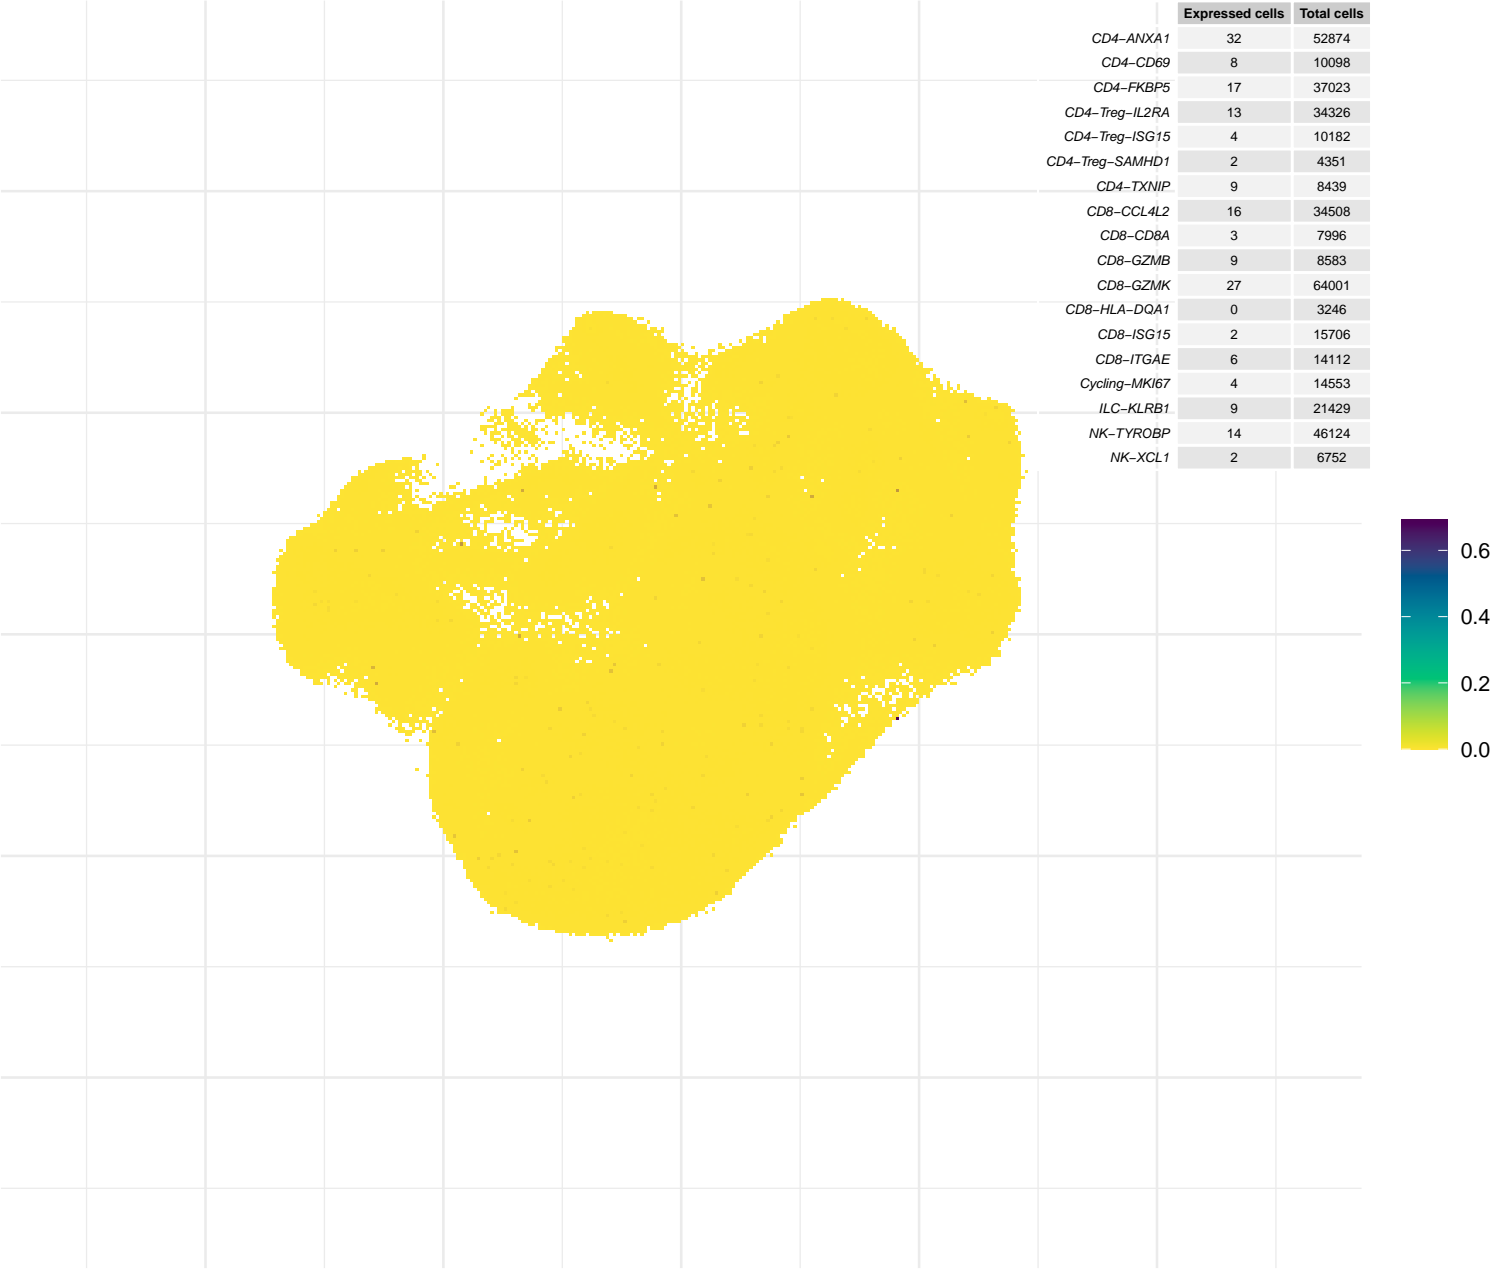 Expressed cells Total cells
CD4−ANXA1 32 52874
CD4−CD69 8 10098
CD4−FKBP5 17 37023
CD4−Treg−IL2RA 13 34326
CD4−Treg−ISG15 4 10182
CD4−Treg−SAMHD1 2 4351
CD4−TXNIP 9 8439
CD8−CCL4L2 16 34508
CD8−CD8A 3 7996
CD8−GZMB 9 8583
CD8−GZMK 27 64001
CD8−HLA−DQA1 0 3246
CD8−ISG15 2 15706
CD8−ITGAE 6 14112
Cycling−MKI67 4 14553
ILC−KLRB1 9 21429
NK−TYROBP 14 46124
NK−XCL1 2 6752
0.6
0.4
0.2
0.0